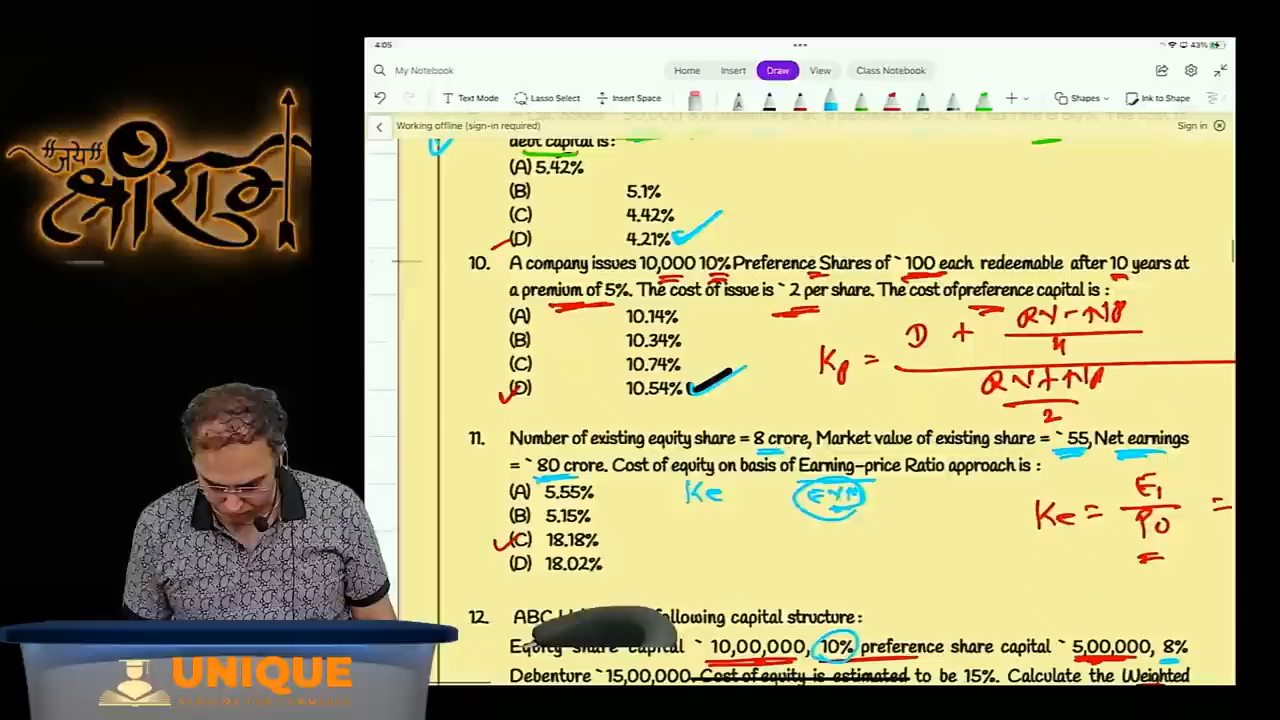 4:05
43%
My Notebook
Home Insert Draw View Class Notebook
Text Mode Lasso Select Insert Space Shapes Ink to Shape
Working offline (sign-in required) Sign in
debt capital is:
(A) 5.42%
(B) 5.1%
(C) 4.42%
(D) 4.21%
10. A company issues 10,000 10% Preference Shares of ` 100 each redeemable after 10 years at
a premium of 5%. The cost of issue is ` 2 per share. The cost of preference capital is :
(A) 10.14%
(B) 10.34%
(C) 10.74%
(D) 10.54%
Kp = D + RV - NP
n
RV + NP
2
11. Number of existing equity share = 8 crore, Market value of existing share = ` 55, Net earnings
= ` 80 crore. Cost of equity on basis of Earning-price Ratio approach is :
(A) 5.55%
(B) 5.15%
(C) 18.18%
(D) 18.02%
Ke
Ke = E1 =
P0
12. ABC following capital structure:
Equity share capital ` 10,00,000, 10% preference share capital ` 5,00,000, 8%
Debenture ` 15,00,000. Cost of equity is estimated to be 15%. Calculate the Weighted
"जय"
श्री राम
UNIQUE